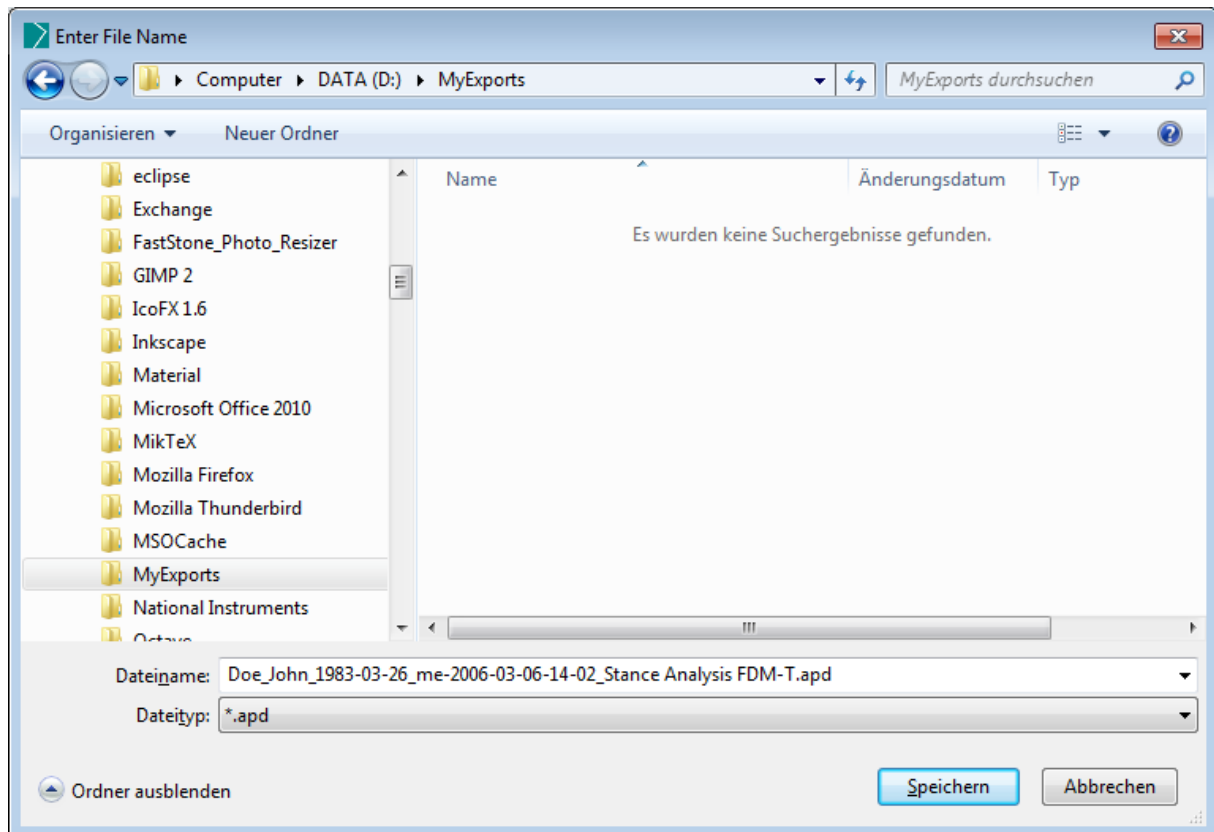 Enter File Name
Computer DATA (D:) MyExports MyExports durchsuchen
Organisieren Neuer Ordner
eclipse
Exchange
FastStone_Photo_Resizer
GIMP 2
IcoFX 1.6
Inkscape
Material
Microsoft Office 2010
MikTeX
Mozilla Firefox
Mozilla Thunderbird
MSOCache
MyExports
National Instruments
Octave
Name Änderungsdatum Typ
Es wurden keine Suchergebnisse gefunden.
Dateiname: Doe_John_1983-03-26_me-2006-03-06-14-02_Stance Analysis FDM-T.apd
Dateityp: *.apd
Ordner ausblenden Speichern Abbrechen